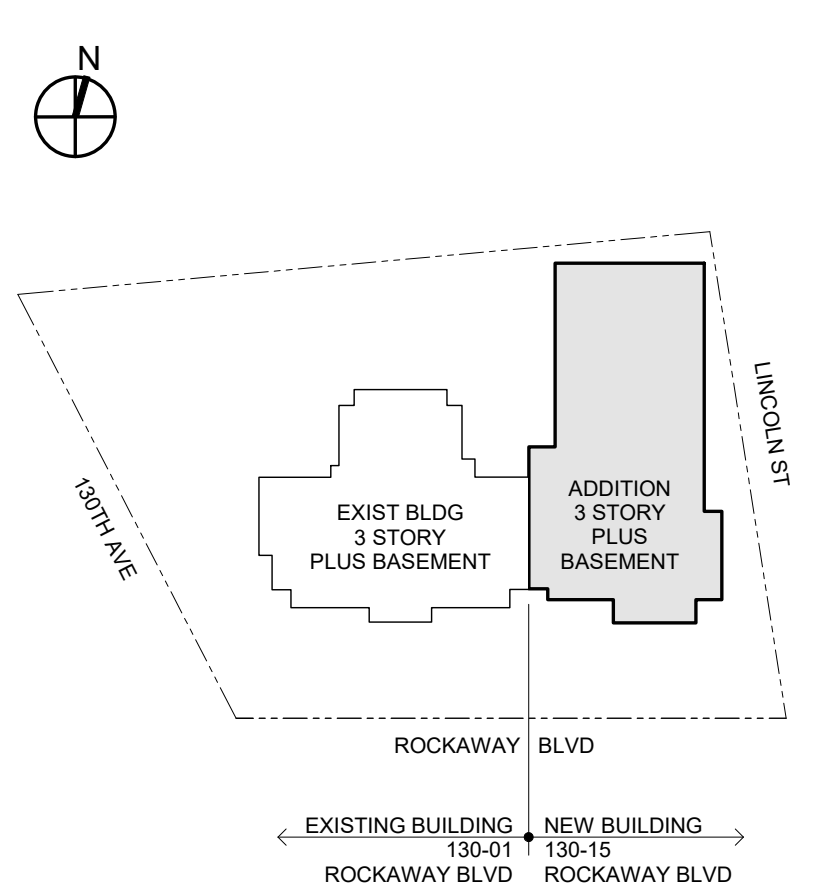 N
LINCOLN ST
130TH AVE
EXIST BLDG
3 STORY
PLUS BASEMENT
ADDITION
3 STORY
PLUS
BASEMENT
ROCKAWAY BLVD
EXISTING BUILDING
130-01
ROCKAWAY BLVD
NEW BUILDING
130-15
ROCKAWAY BLVD